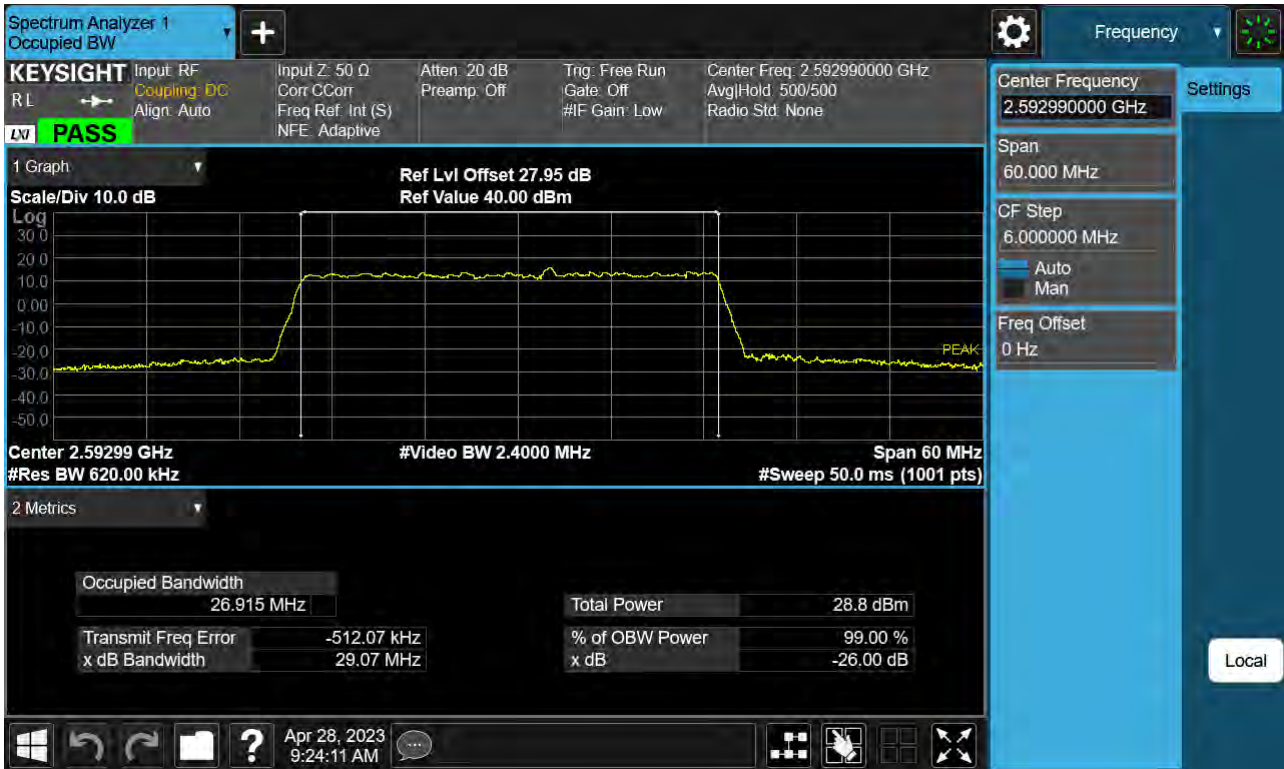 Spectrum Analyzer 1
Occupied BW
Frequency
KEYSIGHT
R L
LXI
PASS
Input: RF
Coupling: DC
Align: Auto
Input Z: 50 Ω
Corr CCorr
Freq Ref: Int (S)
NFE: Adaptive
Atten: 20 dB
Preamp: Off
Trig: Free Run
Gate: Off
#IF Gain: Low
Center Freq: 2.592990000 GHz
Avg|Hold: 500/500
Radio Std: None
Center Frequency
2.592990000 GHz
Settings
Span
60.000 MHz
CF Step
6.000000 MHz
Auto
Man
Freq Offset
0 Hz
Local
1 Graph
Scale/Div 10.0 dB
Ref Lvl Offset 27.95 dB
Ref Value 40.00 dBm
Log
30.0
20.0
10.0
0.00
-10.0
-20.0
-30.0
-40.0
-50.0
PEAK
Center 2.59299 GHz
#Video BW 2.4000 MHz
Span 60 MHz
#Res BW 620.00 kHz
#Sweep 50.0 ms (1001 pts)
2 Metrics
Occupied Bandwidth
26.915 MHz
Total Power 28.8 dBm
Transmit Freq Error -512.07 kHz
% of OBW Power 99.00 %
x dB Bandwidth 29.07 MHz
x dB -26.00 dB
?
Apr 28, 2023
9:24:11 AM